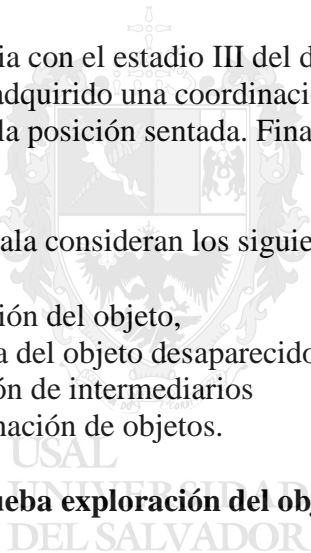 ia con el estadio III del d
adquirido una coordinaci
la posición sentada. Fina
ala consideran los siguie
ión del objeto,
a del objeto desaparecido
ón de intermediarios
nación de objetos.
USAL
ueba exploración del obj
UNIVERSIDAD
DEL SALVADOR